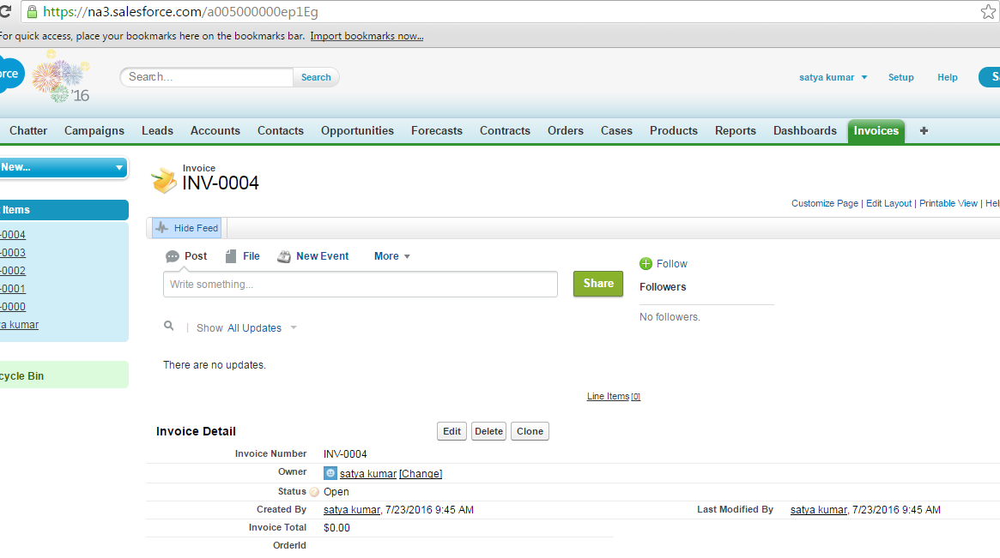 https://na3.salesforce.com/a005000000ep1Eg
For quick access, place your bookmarks here on the bookmarks bar. Import bookmarks now...
orce '16 Search... Search satya kumar Setup Help S
Chatter Campaigns Leads Accounts Contacts Opportunities Forecasts Contracts Orders Cases Products Reports Dashboards Invoices +
New...
Items
-0004
-0003
-0002
-0001
-0000
ya kumar
cycle Bin
Invoice
INV-0004
Customize Page | Edit Layout | Printable View | Help
Hide Feed
Post File New Event More
Write something... Share
Show All Updates
There are no updates.
Follow
Followers
No followers.
Line Items [0]
Invoice Detail Edit Delete Clone
Invoice Number INV-0004
Owner satya kumar [Change]
Status Open
Created By satya kumar, 7/23/2016 9:45 AM Last Modified By satya kumar, 7/23/2016 9:45 AM
Invoice Total $0.00
OrderId